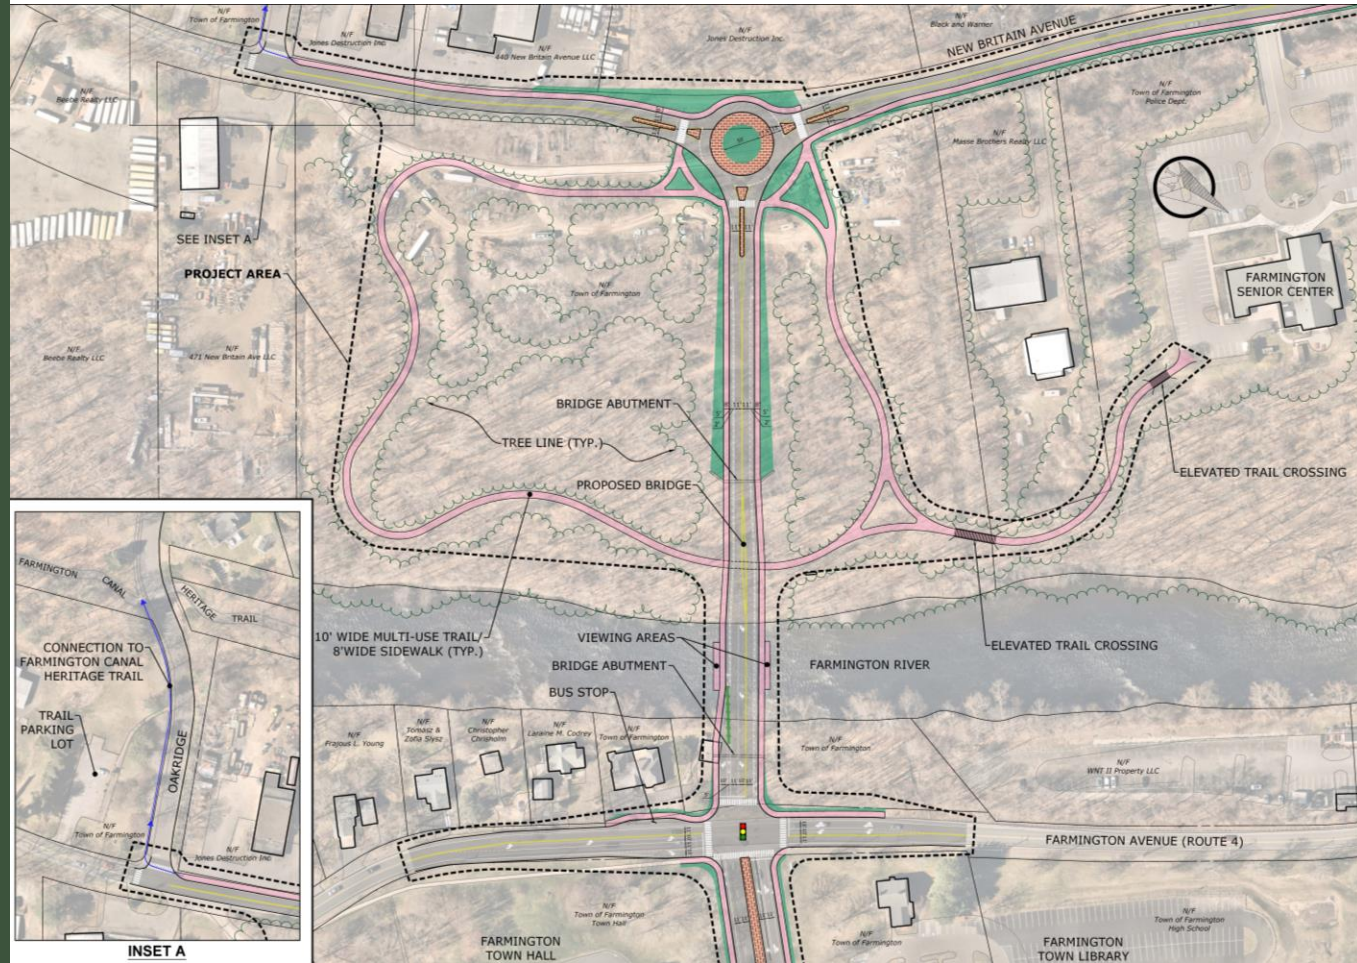 N/F
Town of Farmington
N/F
Jones Destruction Inc.
N/F
440 New Britain Avenue LLC
N/F
Jones Destruction Inc.
N/F
Block and Warner
NEW BRITAIN AVENUE
N/F
Beebe Realty LLC
N/F
Town of Farmington
Police Dept.
N/F
Masse Brothers Realty LLC
SEE INSET A
PROJECT AREA
N/F
Town of Farmington
FARMINGTON
SENIOR CENTER
N/F
Beebe Realty LLC
N/F
471 New Britain Ave LLC
BRIDGE ABUTMENT
TREE LINE (TYP.)
PROPOSED BRIDGE
ELEVATED TRAIL CROSSING
10' WIDE MULTI-USE TRAIL/
8'WIDE SIDEWALK (TYP.)
VIEWING AREAS
BRIDGE ABUTMENT
BUS STOP
FARMINGTON RIVER
ELEVATED TRAIL CROSSING
N/F
Frajous L. Young
N/F
Tomasz &
Zofia Slysz
N/F
Christopher
Chrisholm
N/F
Laraine M. Codrey
N/F
Town of Farmington
N/F
Town of Farmington
N/F
WNT II Property LLC
FARMINGTON AVENUE (ROUTE 4)
N/F
Town of Farmington
Town Hall
FARMINGTON
TOWN HALL
N/F
Town of Farmington
FARMINGTON
TOWN LIBRARY
N/F
Town of Farmington
High School
FARMINGTON CANAL
HERITAGE TRAIL
CONNECTION TO
FARMINGTON CANAL
HERITAGE TRAIL
TRAIL
PARKING
LOT
OAKRIDGE
N/F
Town of Farmington
N/F
Jones Destruction Inc.
INSET A